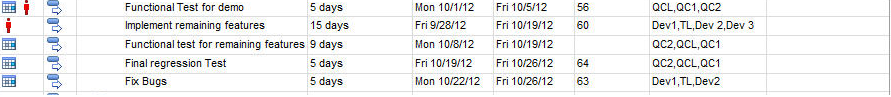 Functional Test for demo 5 days Mon 10/1/12 Fri 10/5/12 56 QCL,QC1,QC2
Implement remaining features 15 days Fri 9/28/12 Fri 10/19/12 60 Dev1,TL,Dev 2,Dev 3
Functional test for remaining features 9 days Mon 10/8/12 Fri 10/19/12 QC2,QCL,QC1
Final regression Test 5 days Fri 10/19/12 Fri 10/26/12 64 QC2,QCL,QC1
Fix Bugs 5 days Mon 10/22/12 Fri 10/26/12 63 Dev1,TL,Dev2